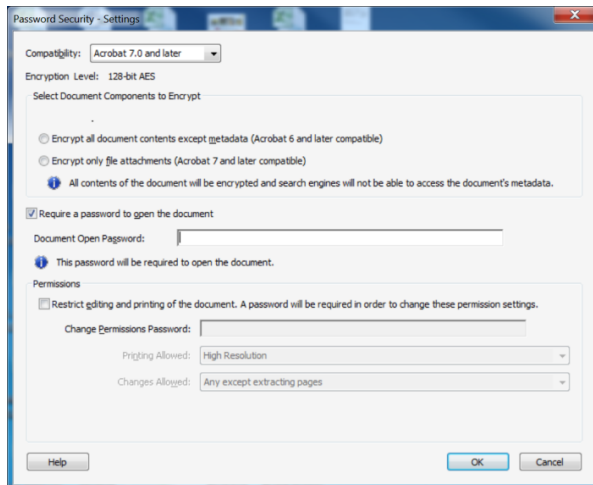 Password Security - Settings
Compatibility: Acrobat 7.0 and later
Encryption Level: 128-bit AES
Select Document Components to Encrypt
Encrypt all document contents except metadata (Acrobat 6 and later compatible)
Encrypt only file attachments (Acrobat 7 and later compatible)
All contents of the document will be encrypted and search engines will not be able to access the document's metadata.
Require a password to open the document
Document Open Password:
This password will be required to open the document.
Permissions
Restrict editing and printing of the document. A password will be required in order to change these permission settings.
Change Permissions Password:
Printing Allowed: High Resolution
Changes Allowed: Any except extracting pages
Help OK Cancel